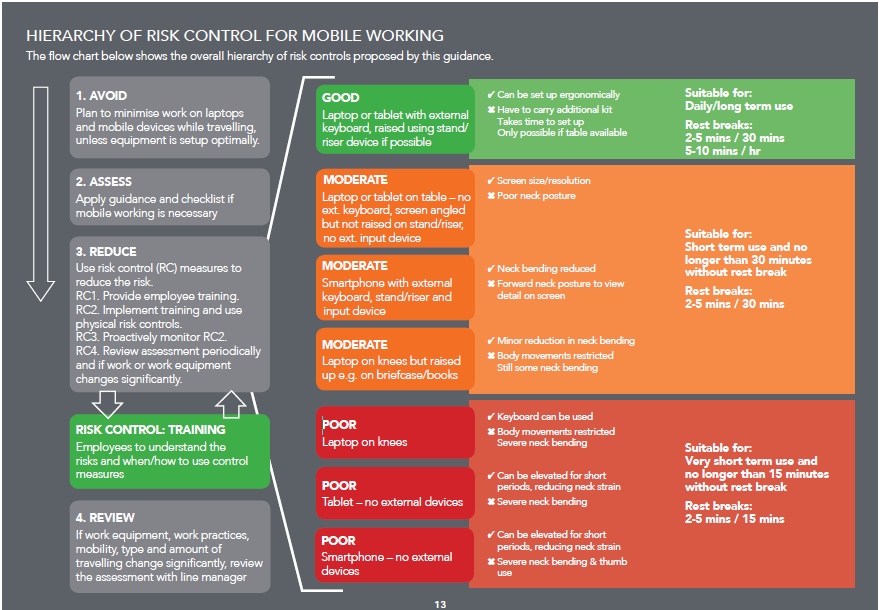 HIERARCHY OF RISK CONTROL FOR MOBILE WORKING
The flow chart below shows the overall hierarchy of risk controls proposed by this guidance.
1. AVOID
Plan to minimise work on laptops
and mobile devices while travelling,
unless equipment is setup optimally.
2. ASSESS
Apply guidance and checklist if
mobile working is necessary
3. REDUCE
Use risk control (RC) measures to
reduce the risk.
RC1. Provide employee training.
RC2. Implement training and use
physical risk controls.
RC3. Proactively monitor RC2.
RC4. Review assessment periodically
and if work or work equipment
changes significantly.
RISK CONTROL: TRAINING
Employees to understand the
risks and when/how to use control
measures
4. REVIEW
If work equipment, work practices,
mobility, type and amount of
travelling change significantly, review
the assessment with line manager
GOOD
Laptop or tablet with external
keyboard, raised using stand/
riser device if possible
✔ Can be set up ergonomically
✖ Have to carry additional kit
Takes time to set up
Only possible if table available
Suitable for:
Daily/long term use
Rest breaks:
2-5 mins / 30 mins
5-10 mins / hr
MODERATE
Laptop or tablet on table – no
ext. keyboard, screen angled
but not raised on stand/riser,
no ext. input device
✔ Screen size/resolution
✖ Poor neck posture
MODERATE
Smartphone with external
keyboard, stand/riser and
input device
✔ Neck bending reduced
✖ Forward neck posture to view
detail on screen
MODERATE
Laptop on knees but raised
up e.g. on briefcase/books
✔ Minor reduction in neck bending
✖ Body movements restricted
Still some neck bending
Suitable for:
Short term use and no
longer than 30 minutes
without rest break
Rest breaks:
2-5 mins / 30 mins
POOR
Laptop on knees
✔ Keyboard can be used
✖ Body movements restricted
Severe neck bending
POOR
Tablet – no external devices
✔ Can be elevated for short
periods, reducing neck strain
✖ Severe neck bending
POOR
Smartphone – no external
devices
✔ Can be elevated for short
periods, reducing neck strain
✖ Severe neck bending & thumb
use
Suitable for:
Very short term use and
no longer than 15 minutes
without rest break
Rest breaks:
2-5 mins / 15 mins
13